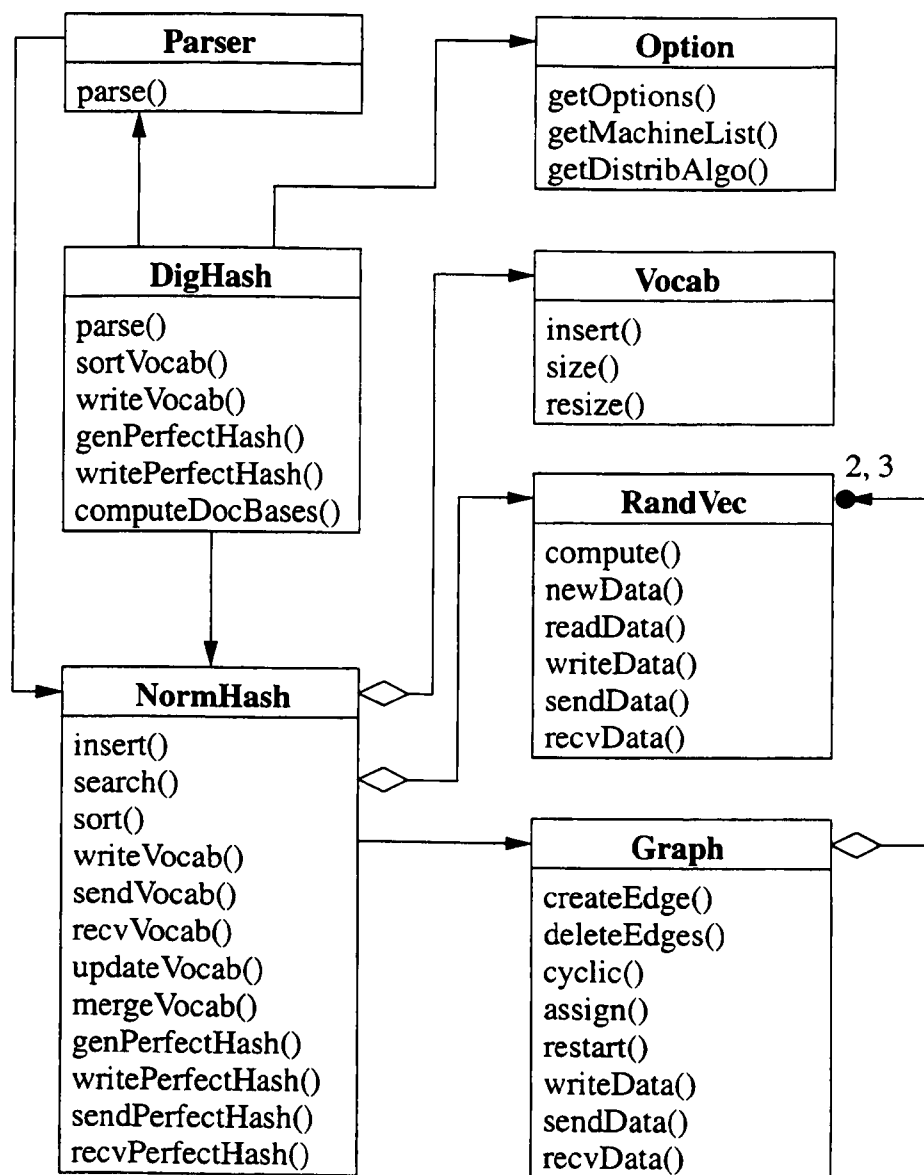 Parser
parse()
Option
getOptions()
getMachineList()
getDistribAlgo()
DigHash
parse()
sortVocab()
writeVocab()
genPerfectHash()
writePerfectHash()
computeDocBases()
Vocab
insert()
size()
resize()
2, 3
RandVec
compute()
newData()
readData()
writeData()
sendData()
recvData()
NormHash
insert()
search()
sort()
writeVocab()
sendVocab()
recvVocab()
updateVocab()
mergeVocab()
genPerfectHash()
writePerfectHash()
sendPerfectHash()
recvPerfectHash()
Graph
createEdge()
deleteEdges()
cyclic()
assign()
restart()
writeData()
sendData()
recvData()